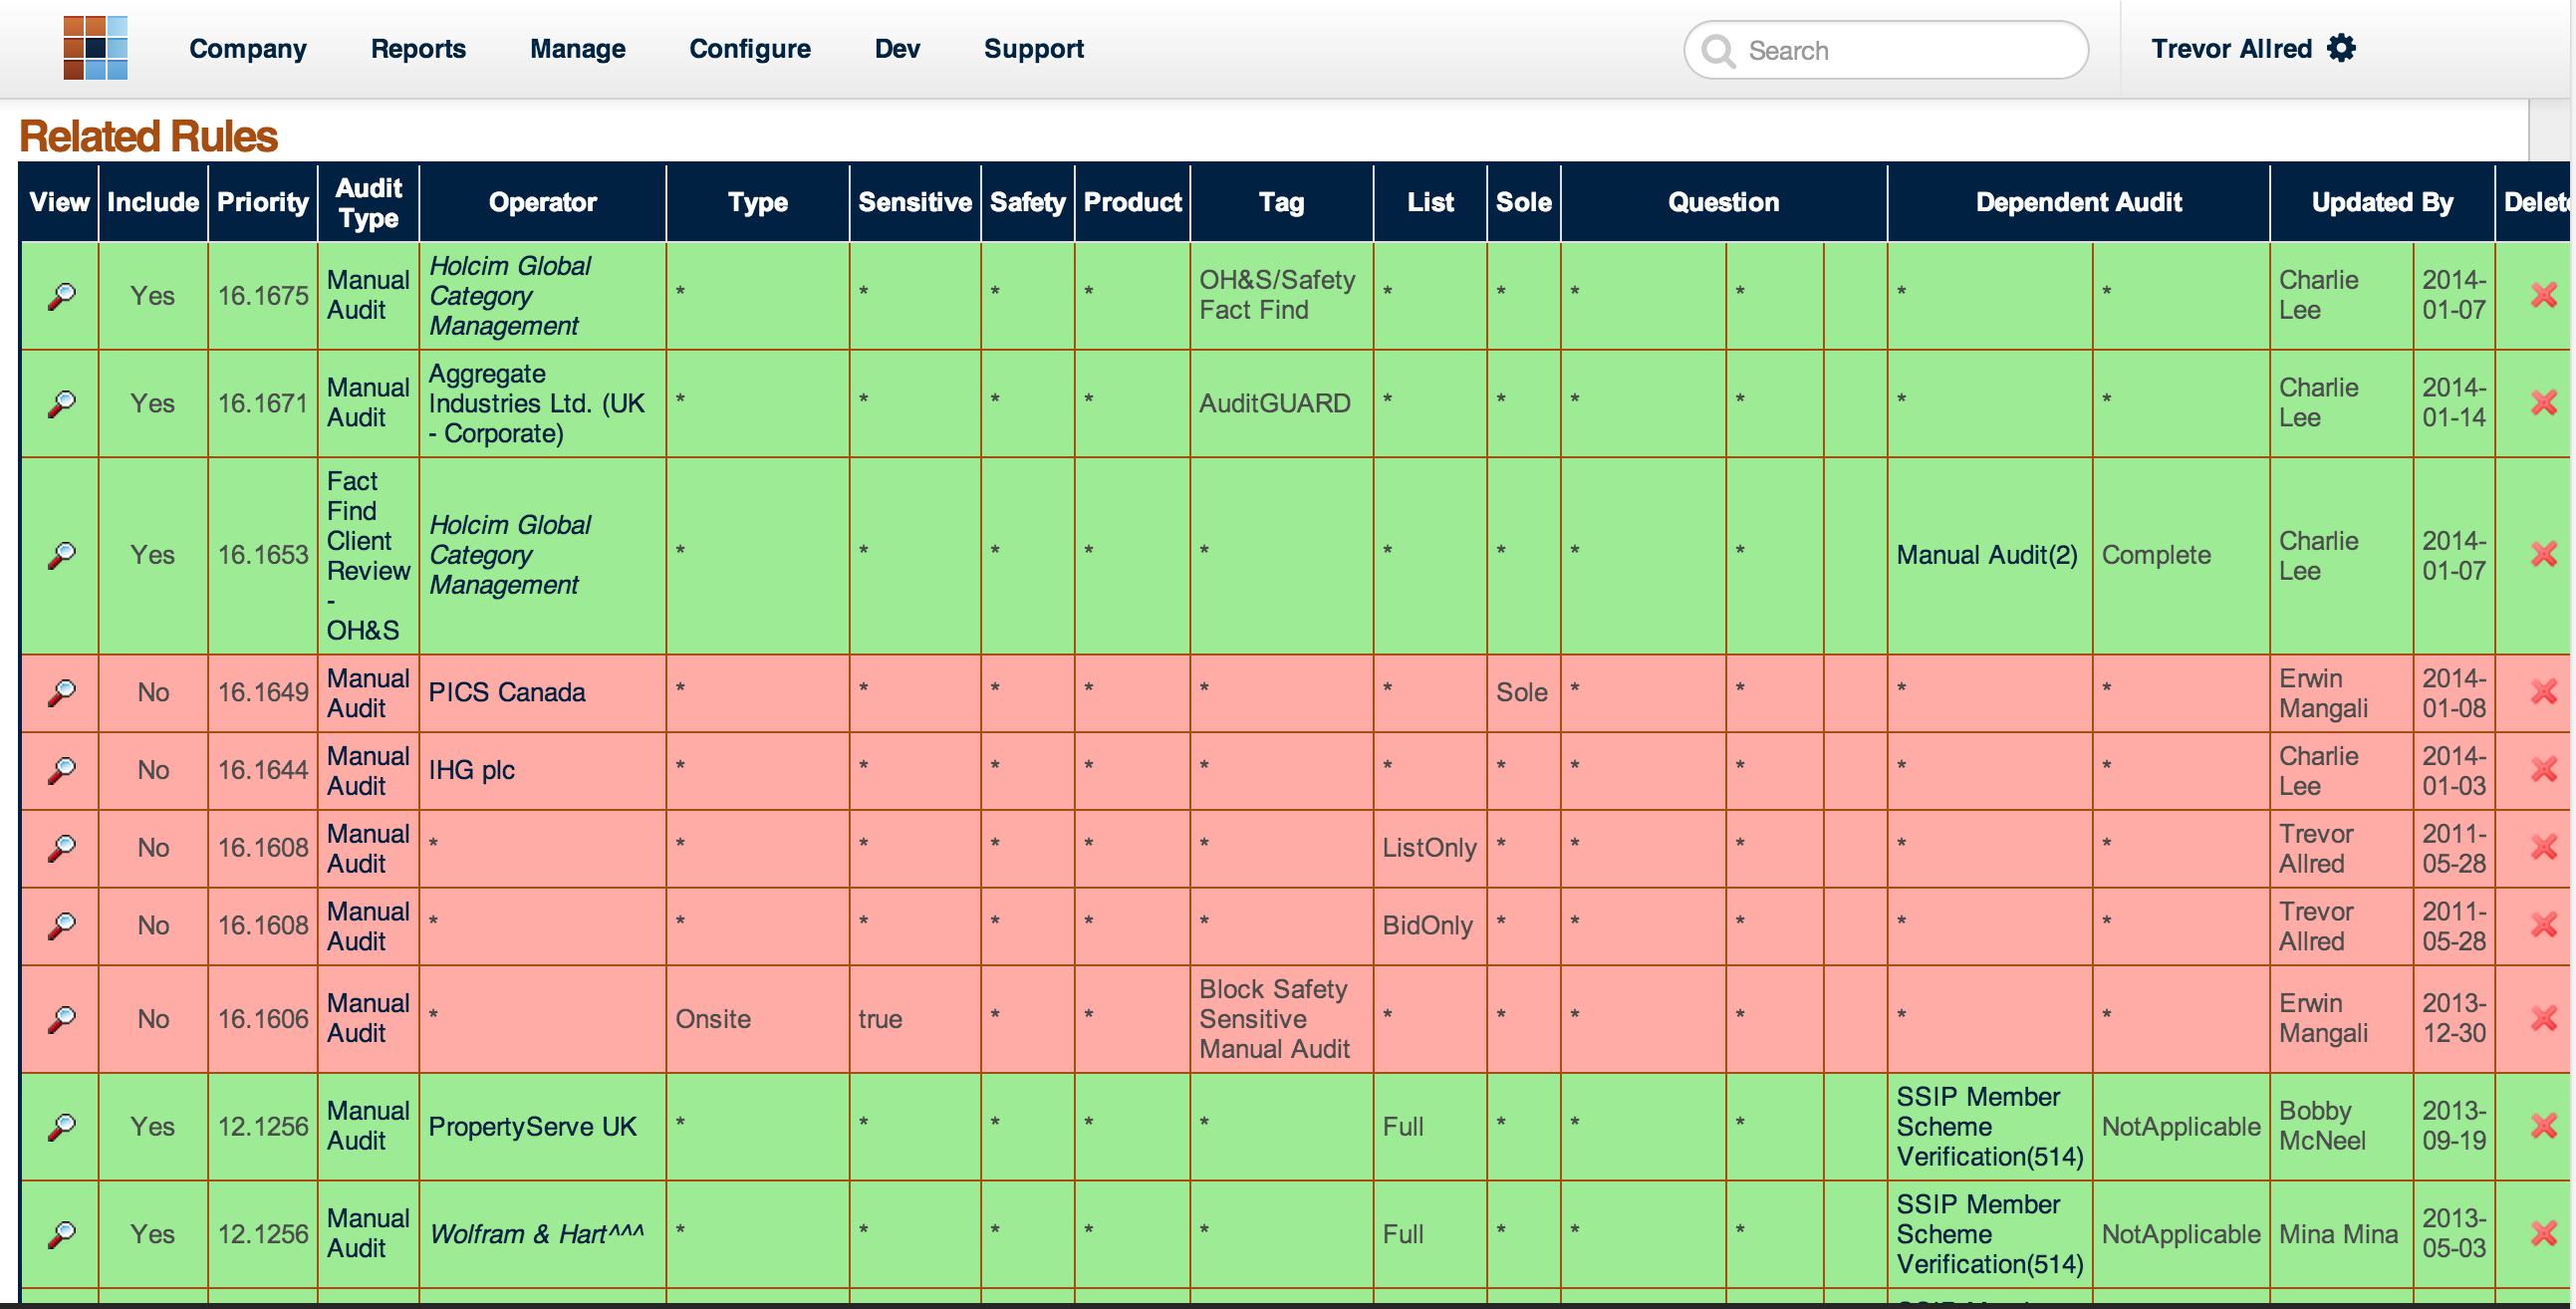 Company Reports Manage Configure Dev Support Search Trevor Allred
Related Rules
View Include Priority Audit Type Operator Type Sensitive Safety Product Tag List Sole Question Dependent Audit Updated By
Yes 16.1675 Manual Audit Holcim Global Category Management * * * * OH&S/Safety Fact Find * * * * * * Charlie Lee 2014-01-07
Yes 16.1671 Manual Audit Aggregate Industries Ltd. (UK - Corporate) * * * * AuditGUARD * * * * * * Charlie Lee 2014-01-14
Yes 16.1653 Fact Find Client Review - OH&S Holcim Global Category Management * * * * * * * * * Manual Audit(2) Complete Charlie Lee 2014-01-07
No 16.1649 Manual Audit PICS Canada * * * * * * Sole * * * * Erwin Mangali 2014-01-08
No 16.1644 Manual Audit IHG plc * * * * * * * * * * * Charlie Lee 2014-01-03
No 16.1608 Manual Audit * * * * * * ListOnly * * * * * Trevor Allred 2011-05-28
No 16.1608 Manual Audit * * * * * * BidOnly * * * * * Trevor Allred 2011-05-28
No 16.1606 Manual Audit * Onsite true * * Block Safety Sensitive Manual Audit * * * * * * Erwin Mangali 2013-12-30
Yes 12.1256 Manual Audit PropertyServe UK * * * * * Full * * * SSIP Member Scheme Verification(514) NotApplicable Bobby McNeel 2013-09-19
Yes 12.1256 Manual Audit Wolfram & Hart^^^ * * * * * Full * * * SSIP Member Scheme Verification(514) NotApplicable Mina Mina 2013-05-03